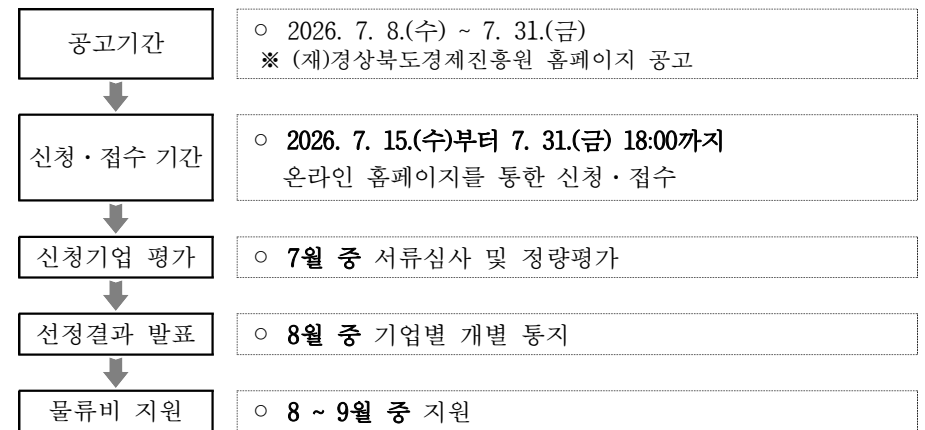 공고기간
○ 2026. 7. 8.(수) ~ 7. 31.(금)
※ (재)경상북도경제진흥원 홈페이지 공고
신청・접수 기간
○ 2026. 7. 15.(수)부터 7. 31.(금) 18:00까지
온라인 홈페이지를 통한 신청・접수
신청기업 평가
○ 7월 중 서류심사 및 정량평가
선정결과 발표
○ 8월 중 기업별 개별 통지
물류비 지원
○ 8 ~ 9월 중 지원